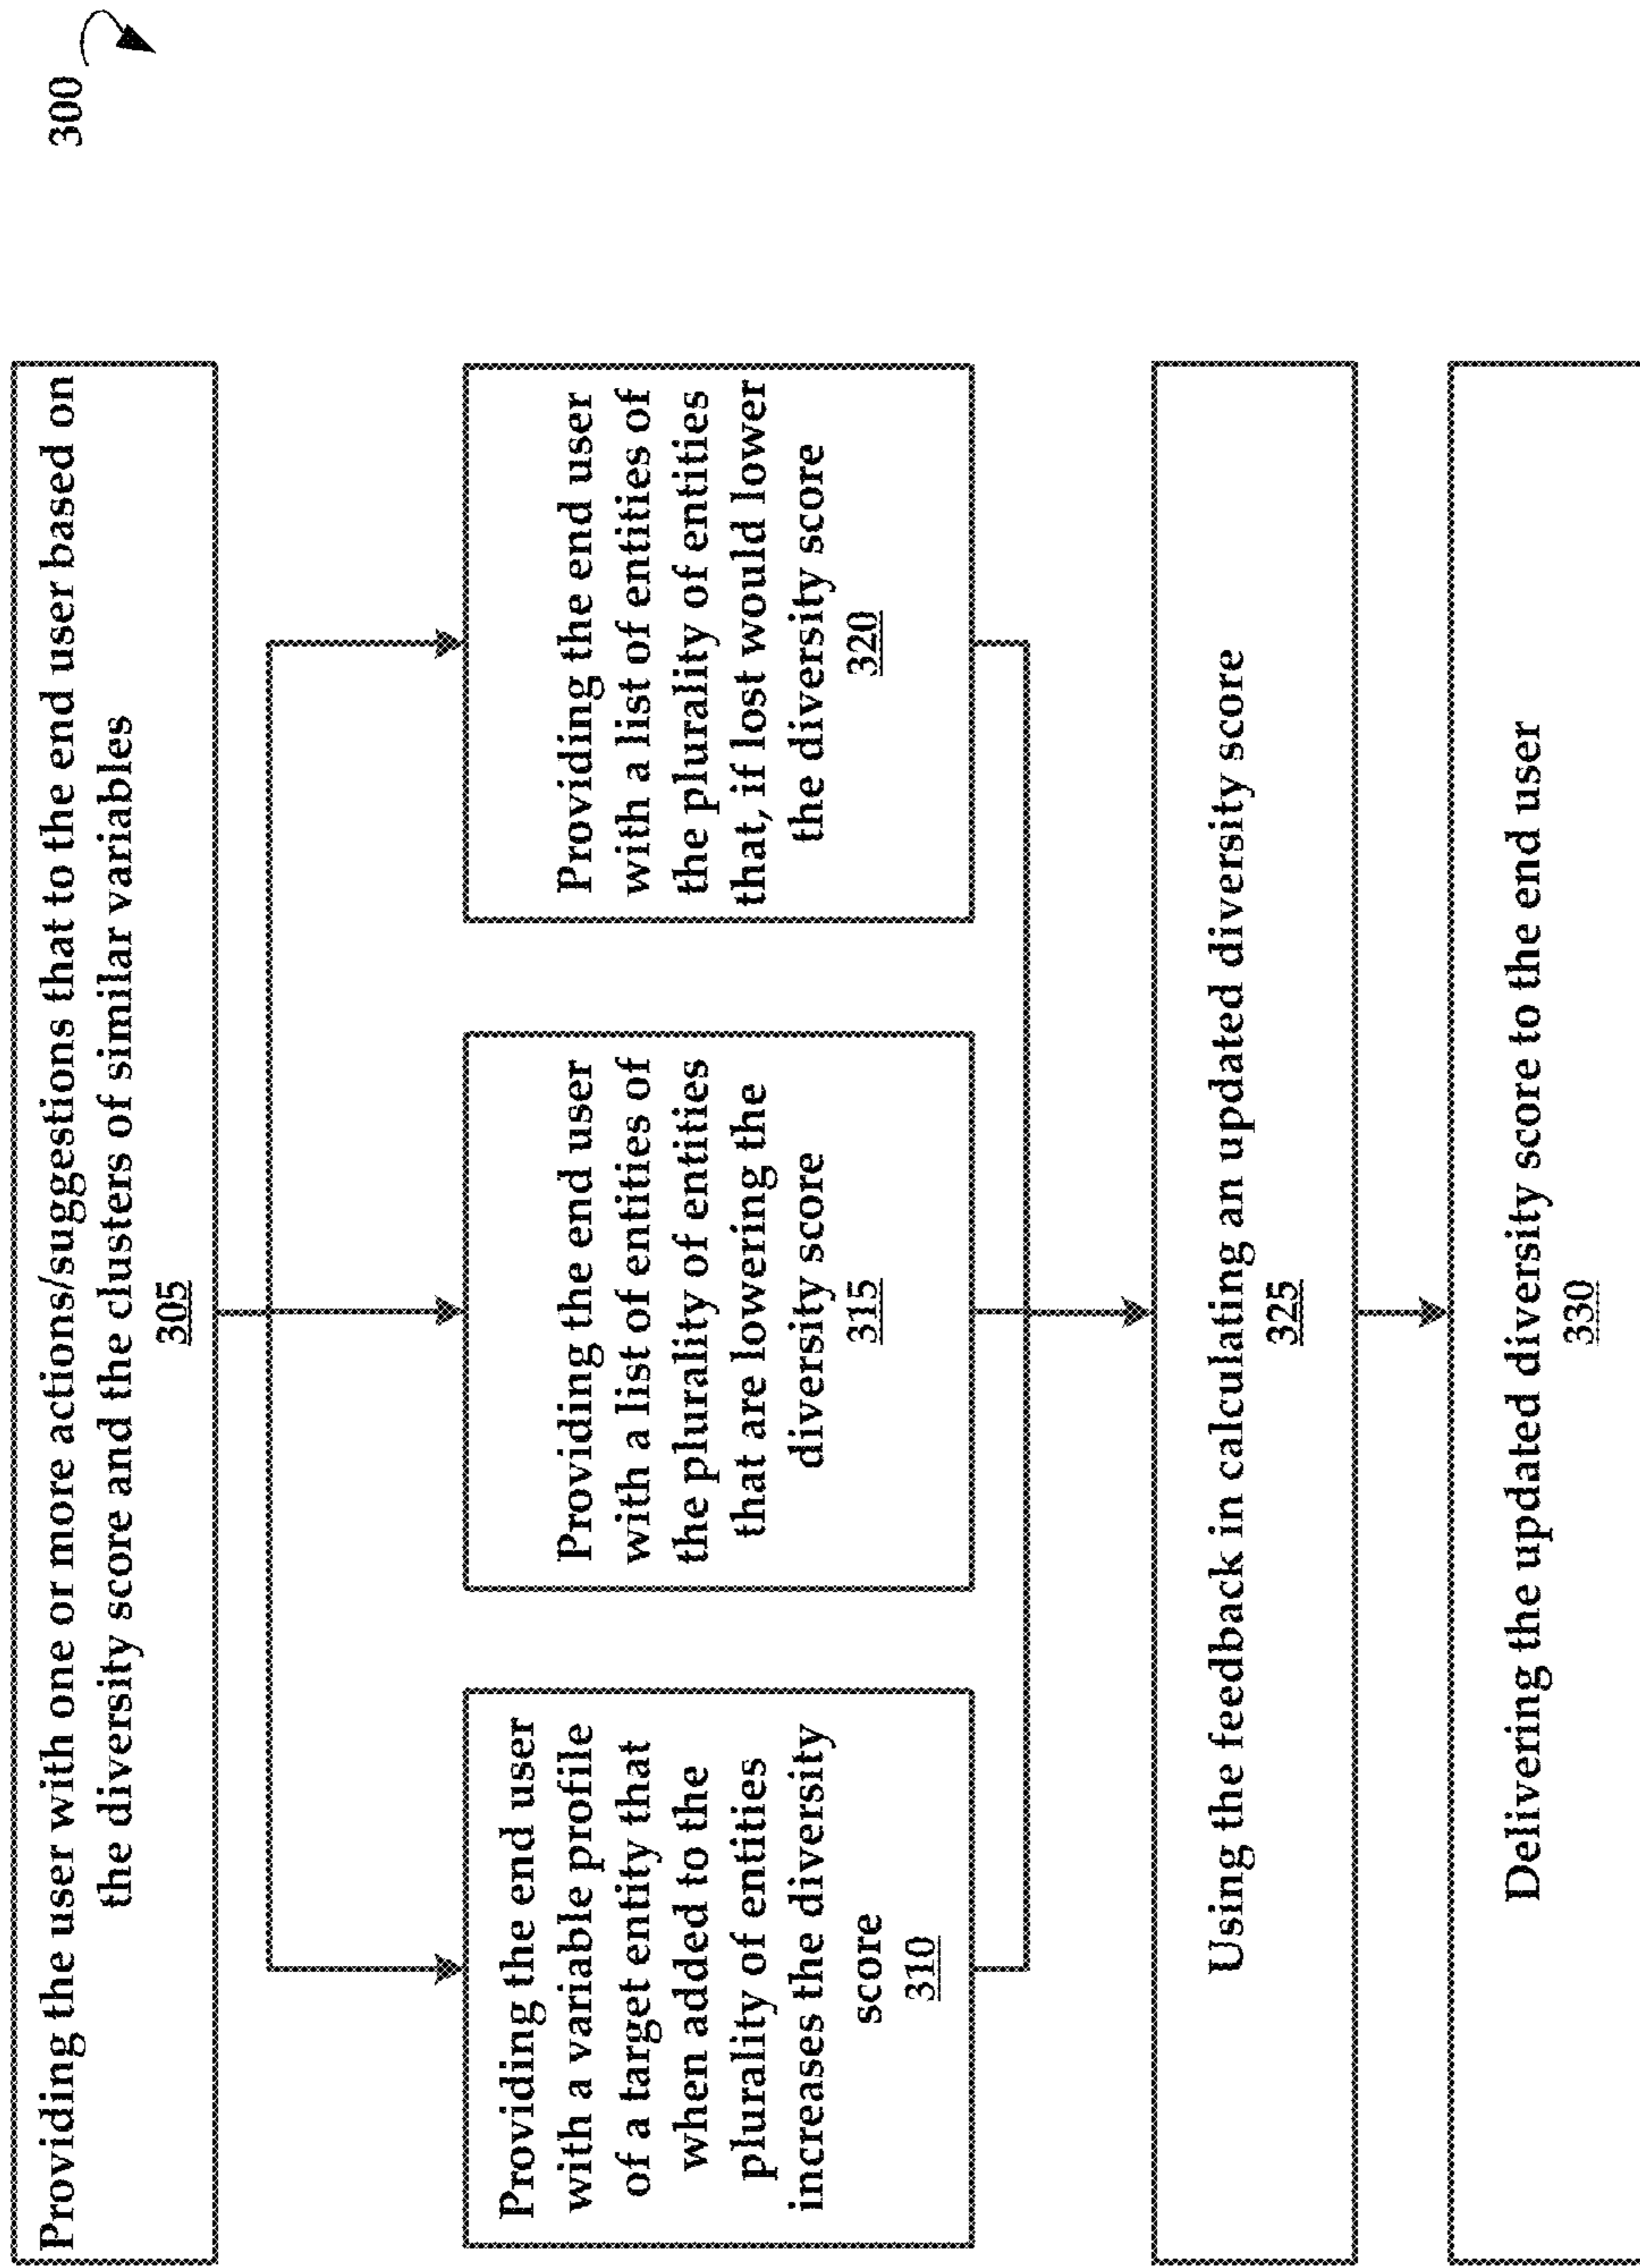 300
Providing the user with one or more actions/suggestions that to the end user based on
the diversity score and the clusters of similar variables
305
Providing the end user
with a variable profile
of a target entity that
when added to the
plurality of entities
increases the diversity
score
310
Providing the end user
with a list of entities of
the plurality of entities
that are lowering the
diversity score
315
Providing the end user
with a list of entities of
the plurality of entities
that, if lost would lower
the diversity score
320
Using the feedback in calculating an updated diversity score
325
Delivering the updated diversity score to the end user
330